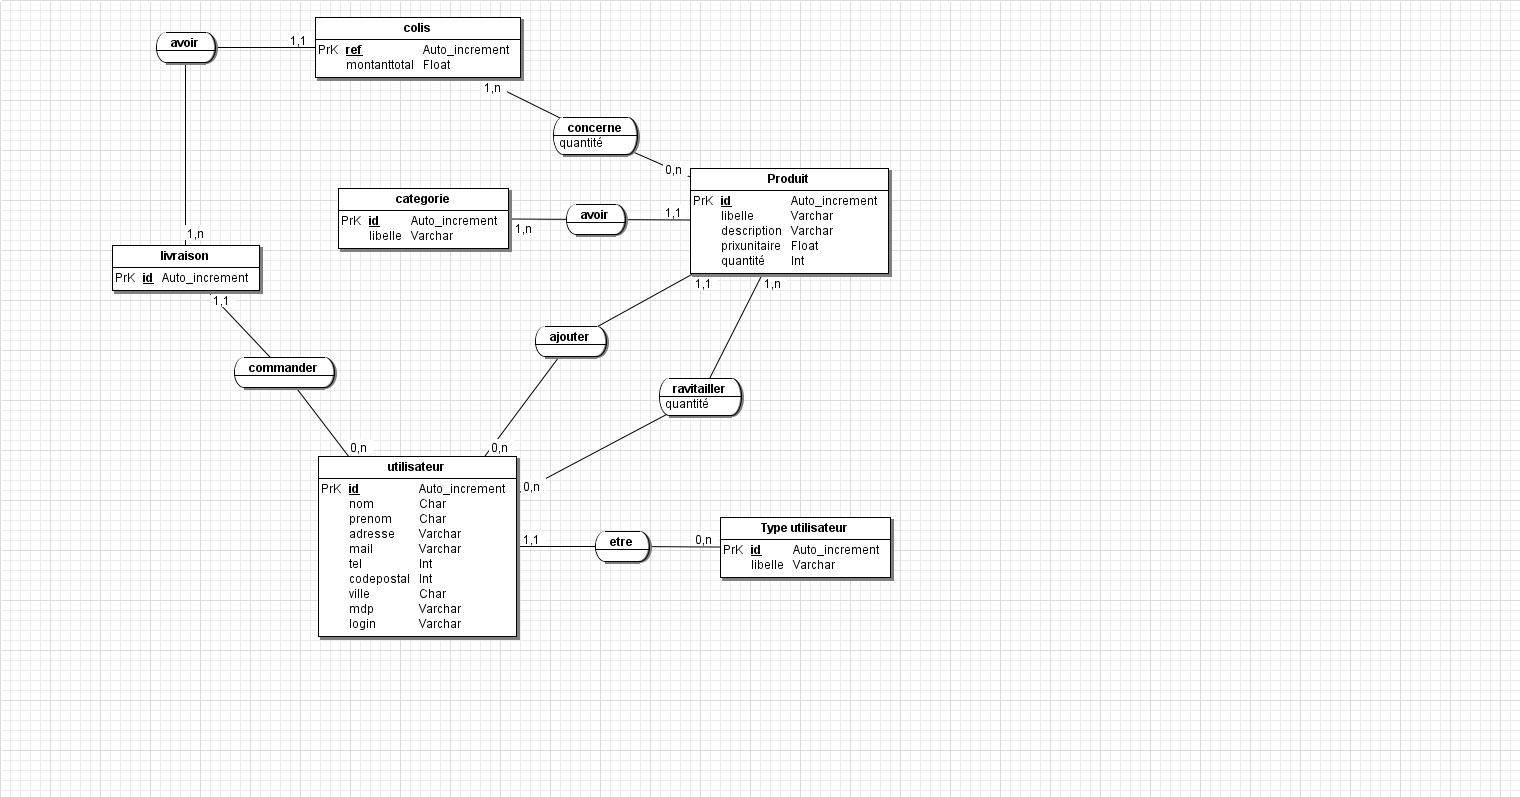 colis
PrK ref Auto_increment
montanttotal Float
avoir
1,1
1,n
concerne
quantité
0,n
Produit
PrK id Auto_increment
libelle Varchar
description Varchar
prixunitaire Float
quantité Int
categorie
PrK id Auto_increment
libelle Varchar
1,n
avoir
1,1
1,n
livraison
PrK id Auto_increment
1,1
commander
0,n
1,1
ajouter
0,n
1,n
ravitailler
quantité
0,n
utilisateur
PrK id Auto_increment
nom Char
prenom Char
adresse Varchar
mail Varchar
tel Int
codepostal Int
ville Char
mdp Varchar
login Varchar
1,1
etre
0,n
Type utilisateur
PrK id Auto_increment
libelle Varchar